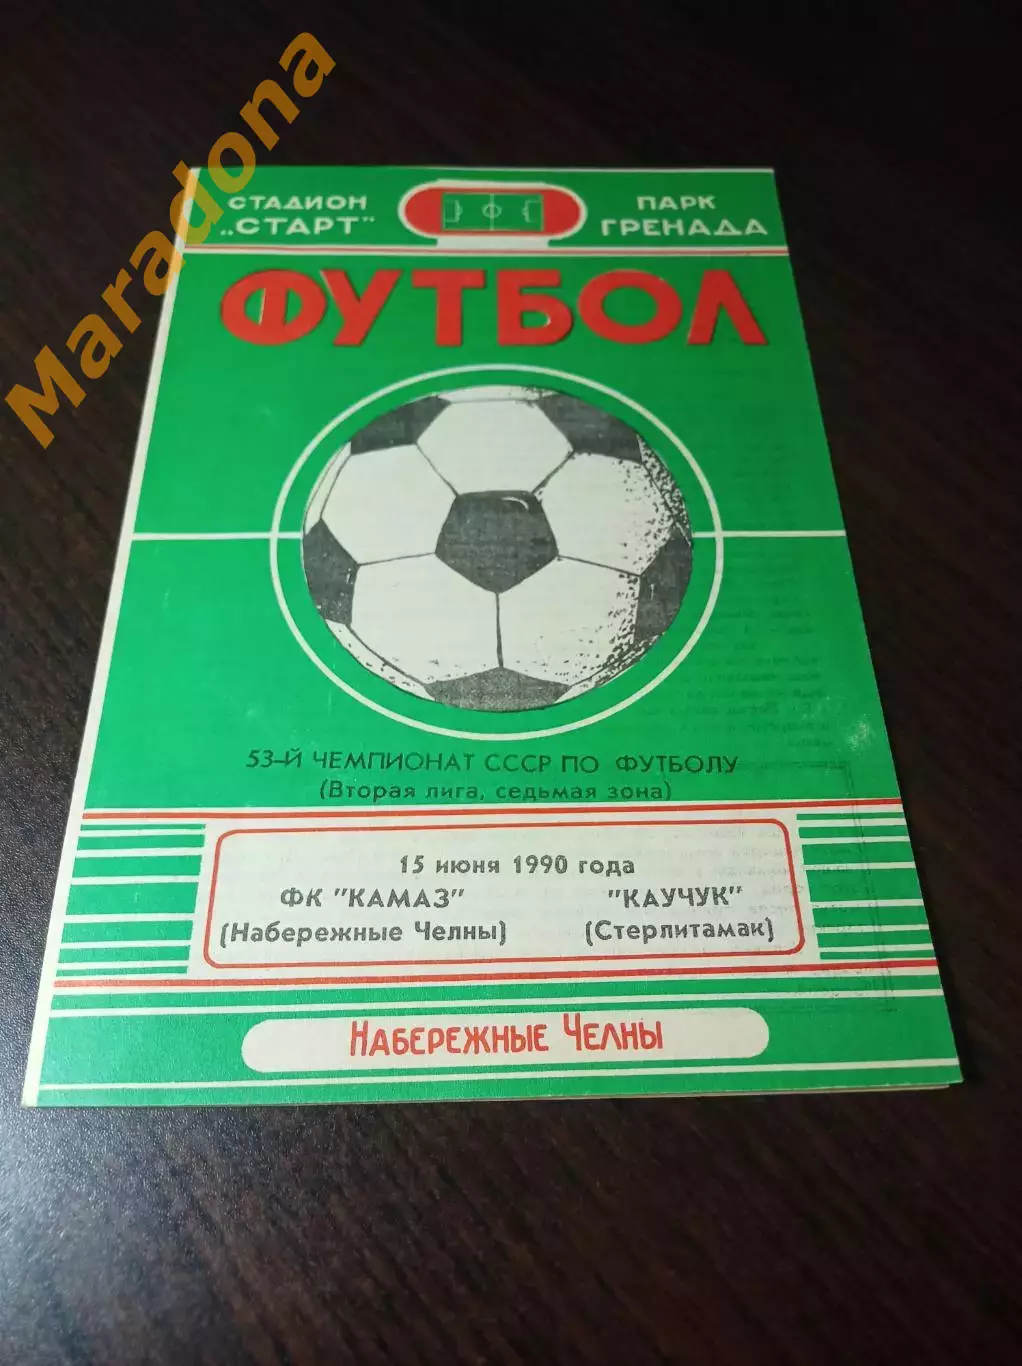 Maradona
СТАДИОН
„СТАРТ"
ПАРК
ГРЕНАДА
ФУТБОЛ
53-Й ЧЕМПИОНАТ СССР ПО ФУТБОЛУ
(Вторая лига, седьмая зона)
15 июня 1990 года
ФК "КАМАЗ" "КАУЧУК"
(Набережные Челны) (Стерлитамак)
НАБЕРЕЖНЫЕ ЧЕЛНЫ